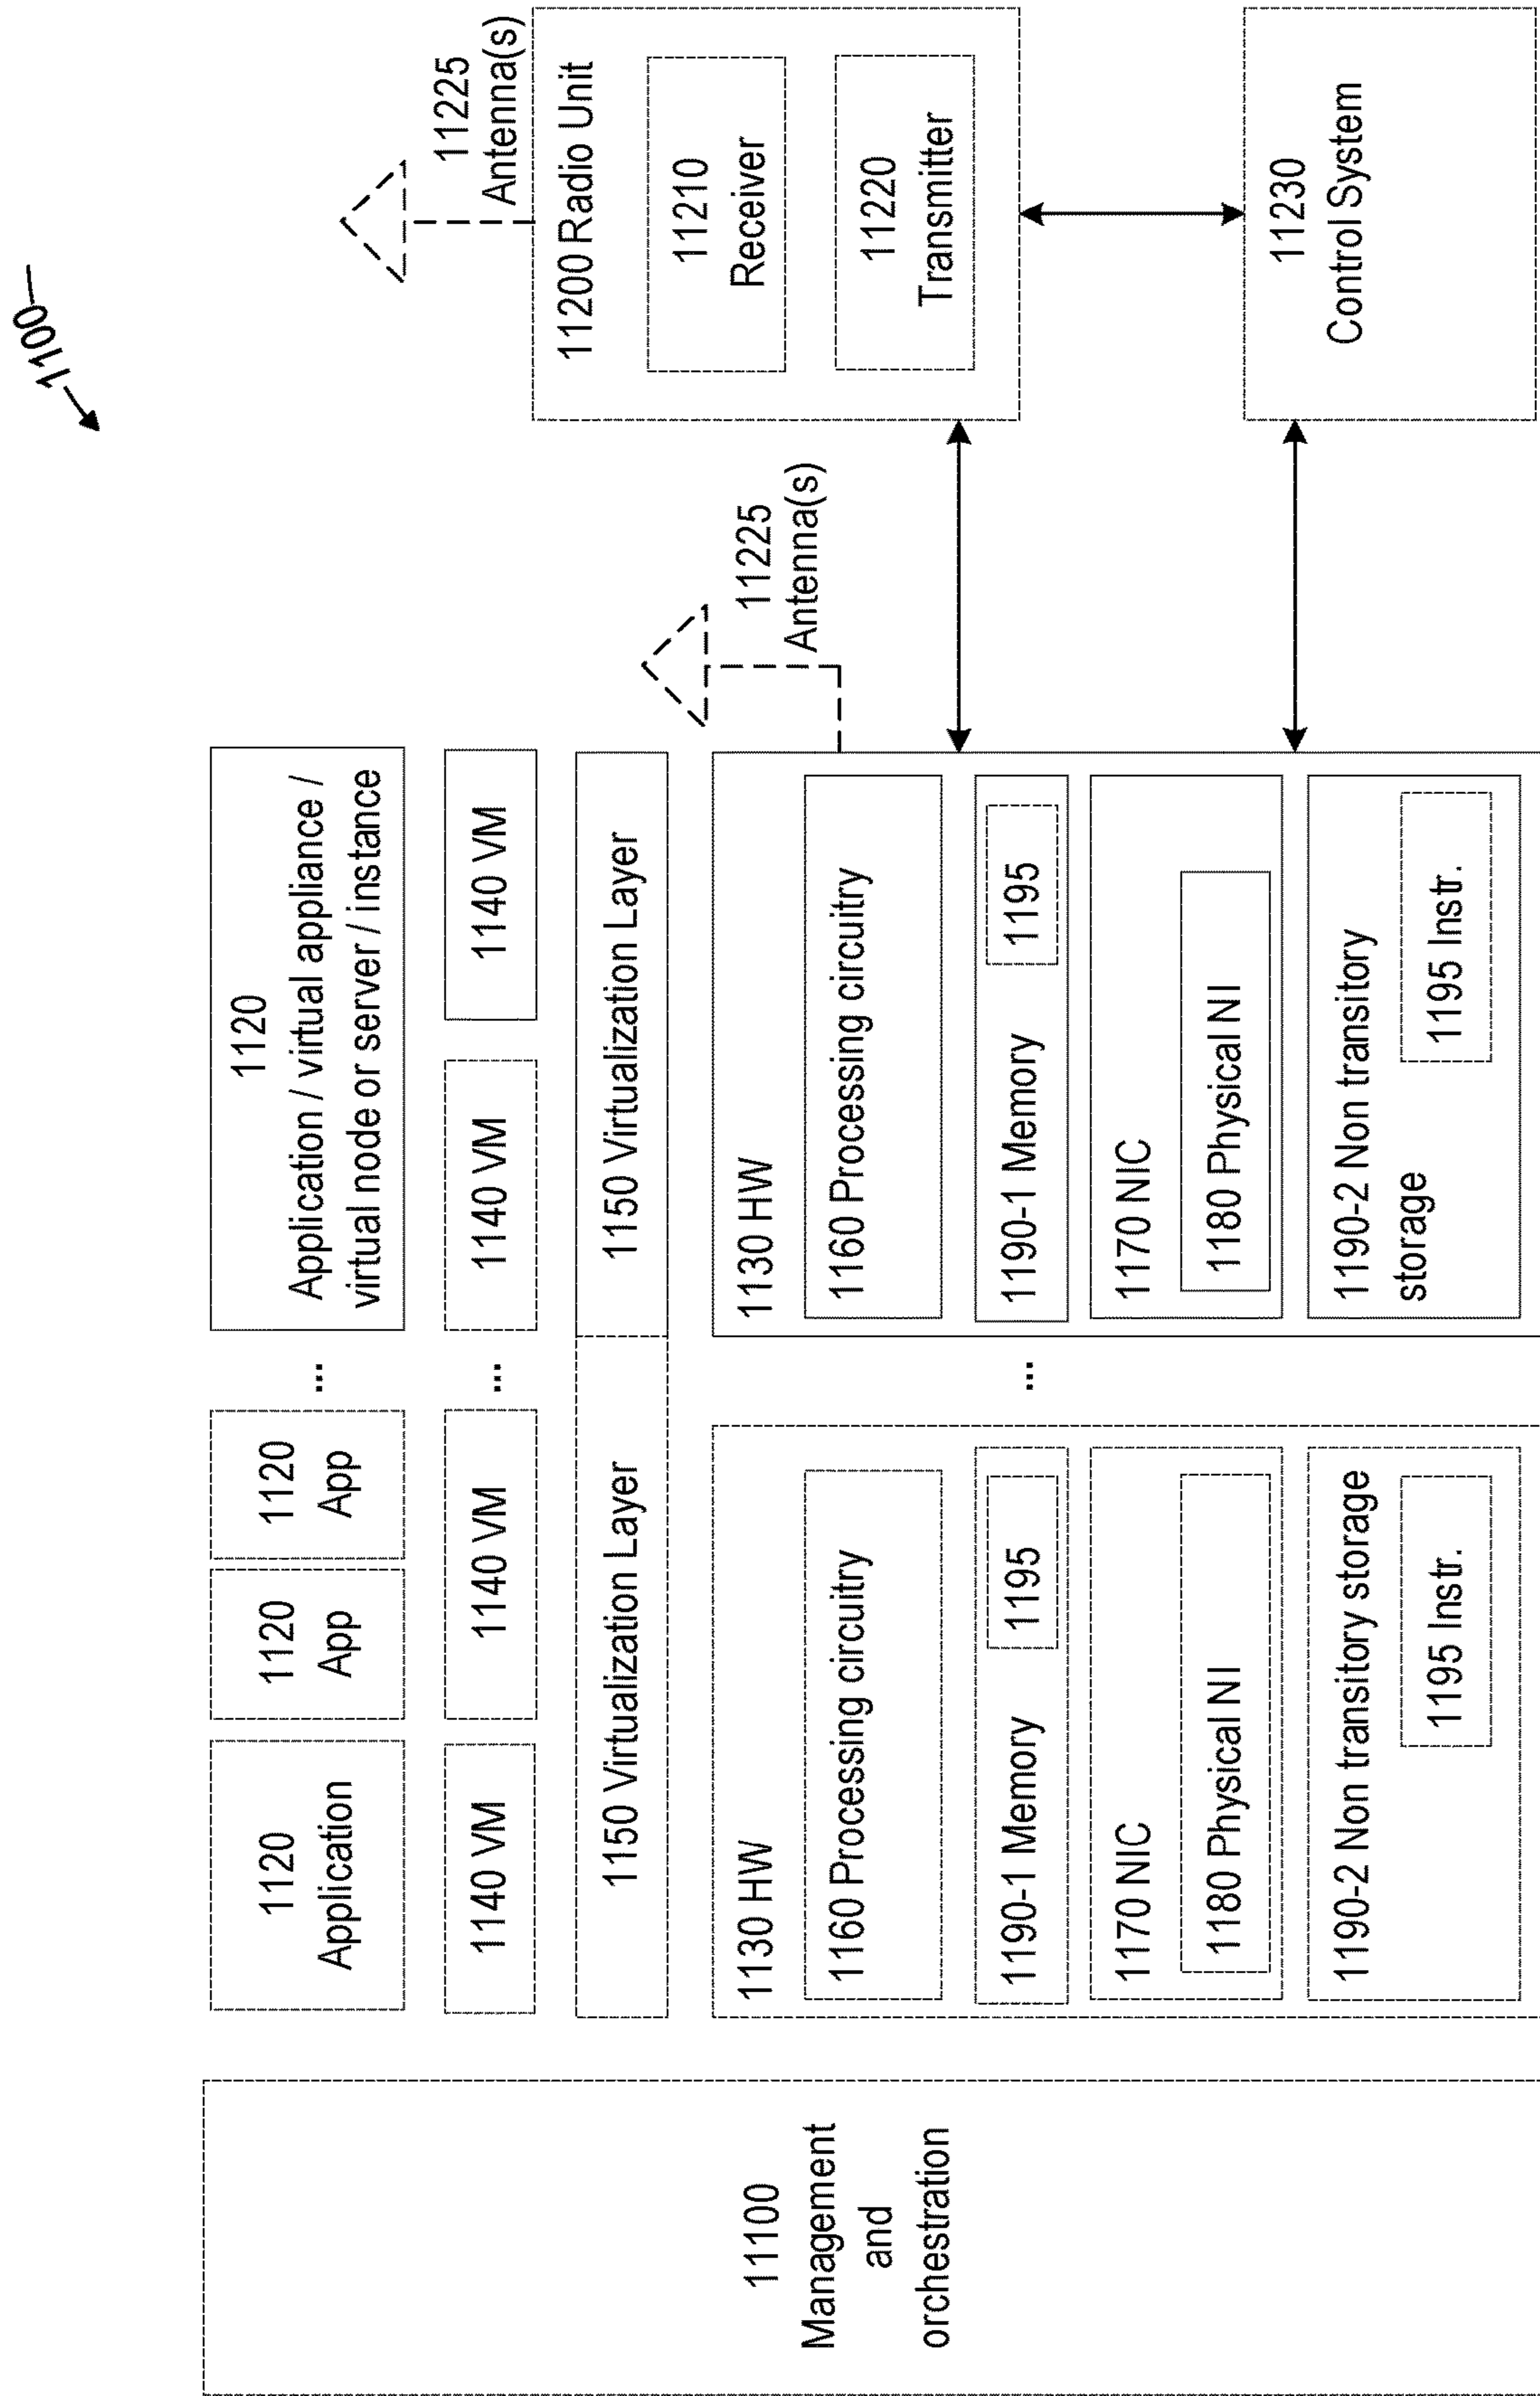 1100
11100
Management
and
orchestration
1120
Application
1120
App
1120
App
...
1120
Application / virtual appliance /
virtual node or server / instance
1140 VM
1140 VM
...
1140 VM
1140 VM
1150 Virtualization Layer
1150 Virtualization Layer
1130 HW
1160 Processing circuitry
1190-1 Memory
1195
1170 NIC
1180 Physical NI
1190-2 Non transitory storage
1195 Instr.
...
1130 HW
1160 Processing circuitry
1190-1 Memory
1195
1170 NIC
1180 Physical NI
1190-2 Non transitory
storage
1195 Instr.
11225
Antenna(s)
11225
Antenna(s)
11200 Radio Unit
11210
Receiver
11220
Transmitter
11230
Control System